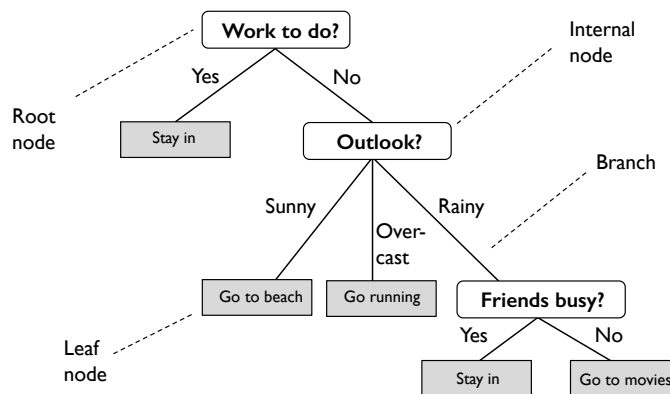 Work to do?
Internal
node
Yes
No
Root
node
Stay in
Outlook?
Branch
Sunny
Rainy
Over-
cast
Go to beach
Go running
Friends busy?
Yes
No
Leaf
node
Stay in
Go to movies